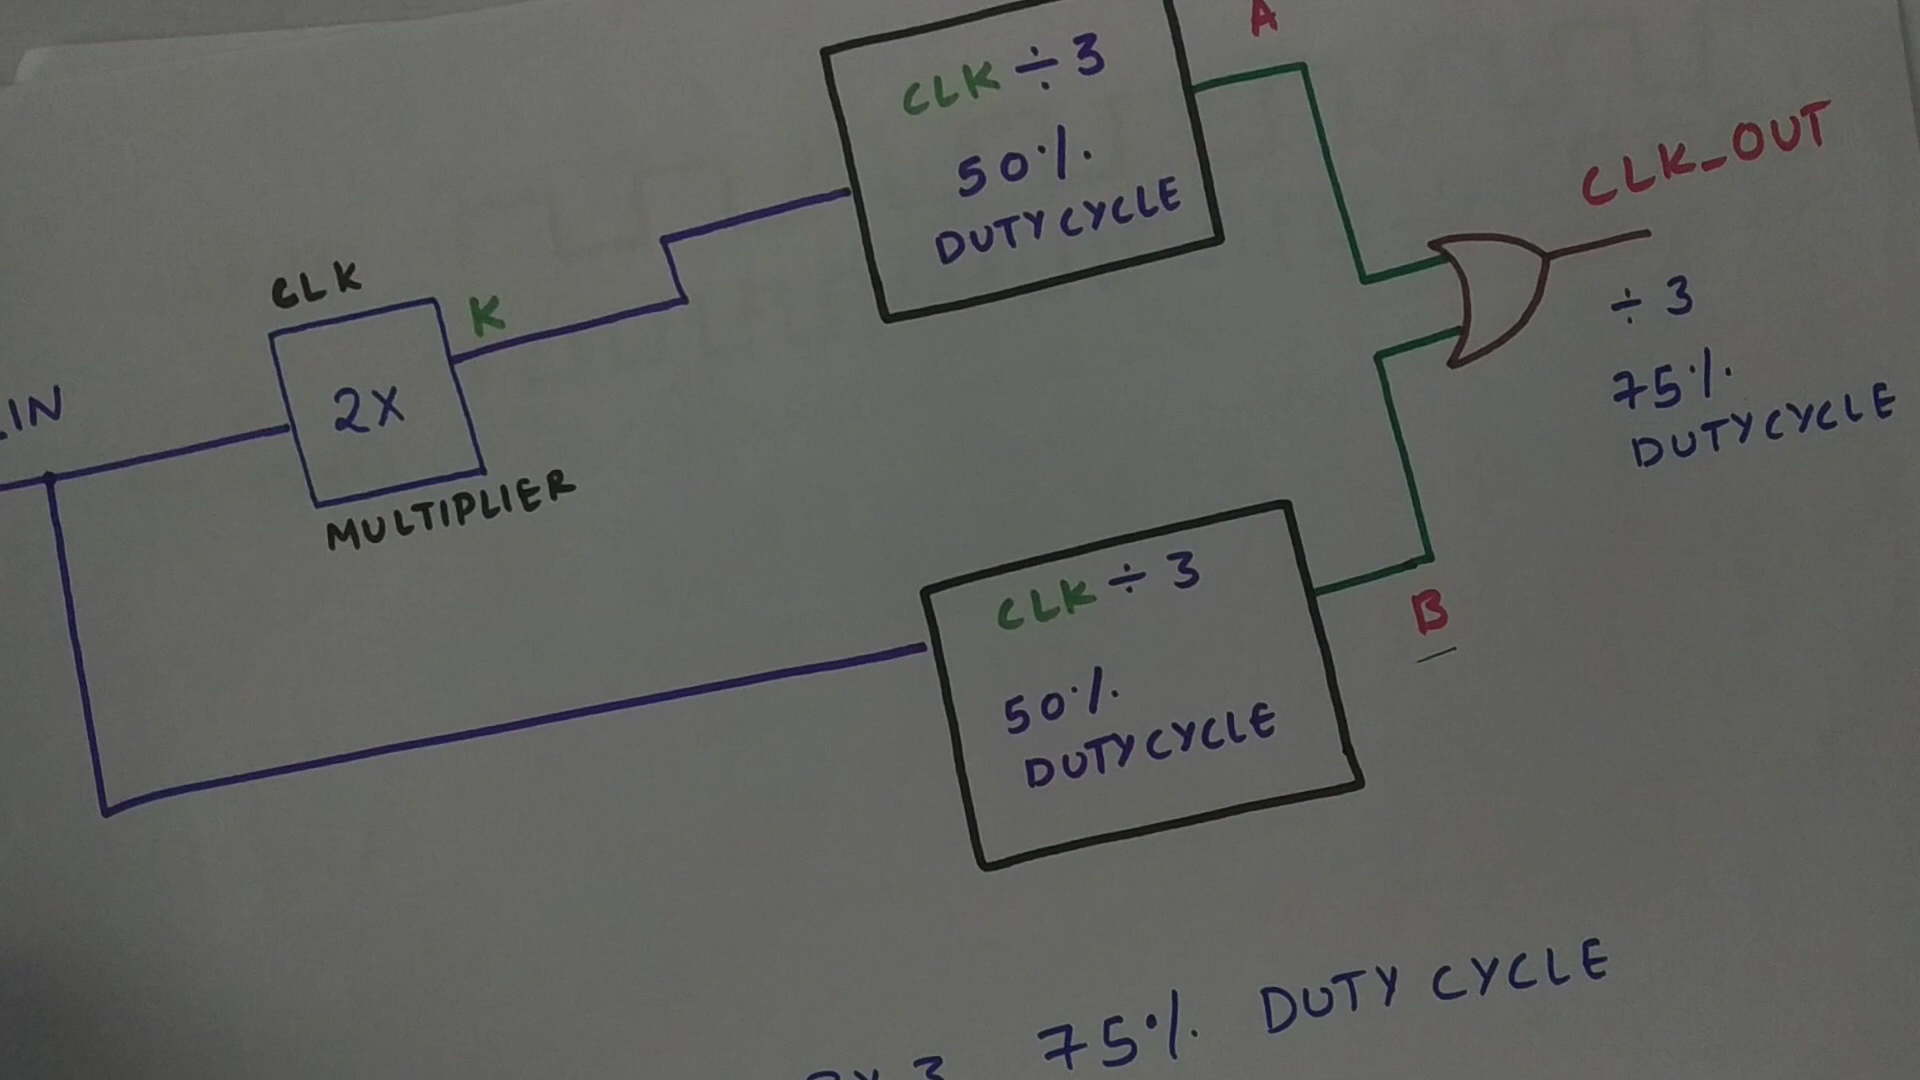 A
CLK ÷ 3
50%
DUTY CYCLE
CLK_OUT
÷ 3
75%
DUTY CYCLE
CLK
K
2X
MULTIPLIER
IN
CLK ÷ 3
50%
DUTY CYCLE
B
3 75% DUTY CYCLE